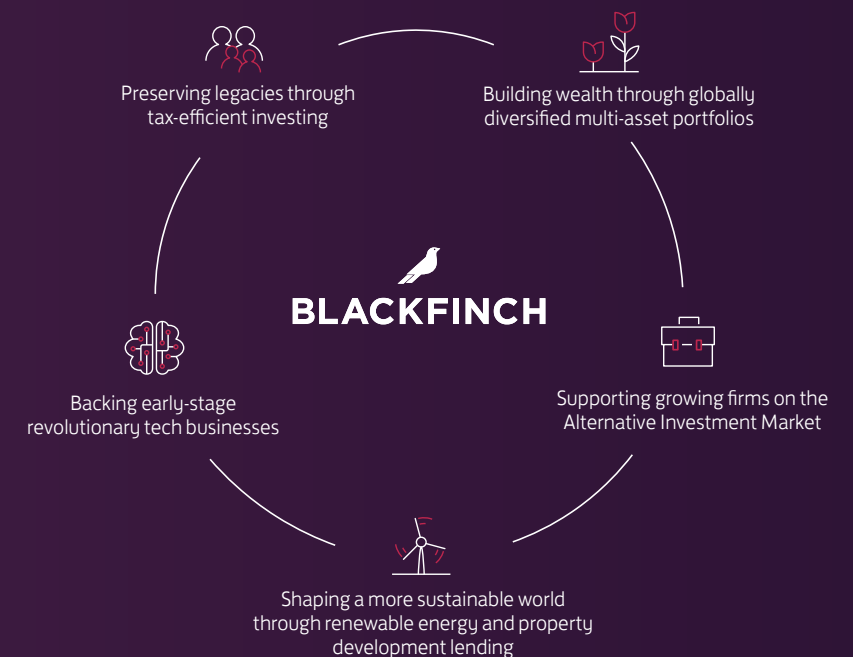 Preserving legacies through
tax-efficient investing
Building wealth through globally
diversified multi-asset portfolios
BLACKFINCH
Backing early-stage
revolutionary tech businesses
Supporting growing firms on the
Alternative Investment Market
Shaping a more sustainable world
through renewable energy and property
development lending